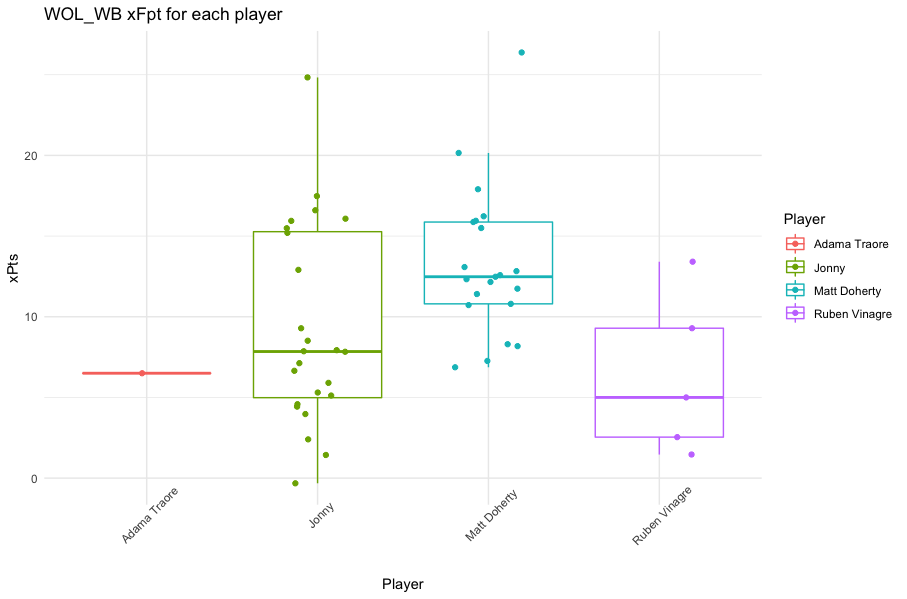 WOL_WB xFpt for each player
xPts
20
10
0
Adama Traore
Jonny
Matt Doherty
Ruben Vinagre
Player
Player
Adama Traore
Jonny
Matt Doherty
Ruben Vinagre